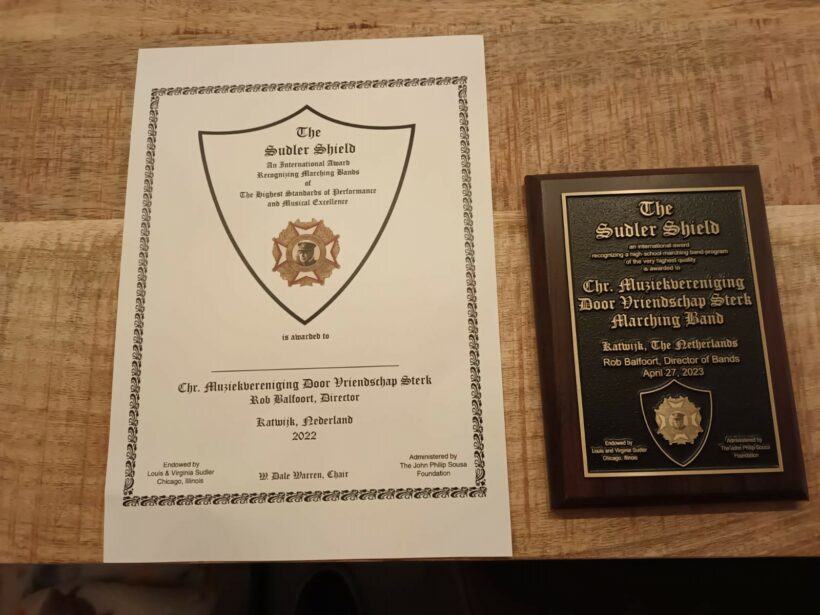 The
Sudler Shield
An International Award
Recognizing Marching Bands
of
The Highest Standards of Performance
and Musical Excellence
is awarded to
Chr. Muziekvereniging Door Vriendschap Sterk
Rob Balfoort, Director
Katwijk, Nederland
2022
Endowed by
Louis & Virginia Sudler
Chicago, Illinois
W. Dale Warren, Chair
Administered by
The John Philip Sousa
Foundation
The
Sudler Shield
an international award
recognizing a high school marching band program
of the very highest quality
is awarded to
Chr. Muziekvereniging
Door Vriendschap Sterk
Marching Band
Katwijk, The Netherlands
Rob Balfoort, Director of Bands
April 27, 2023
Endowed by
Louis and Virginia Sudler
Chicago, Illinois
Administered by
The John Philip Sousa
Foundation